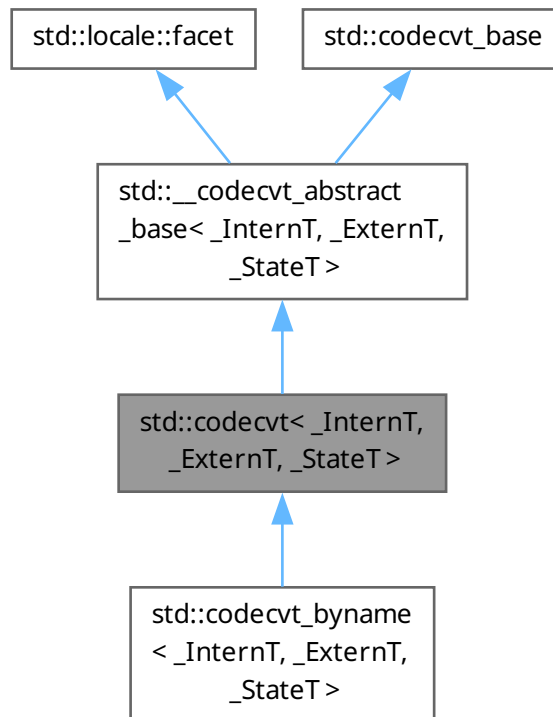 std::locale::facet
std::codecvt_base
std::__codecvt_abstract
_base< _InternT, _ExternT,
_StateT >
std::codecvt< _InternT,
_ExternT, _StateT >
std::codecvt_byname
< _InternT, _ExternT,
_StateT >